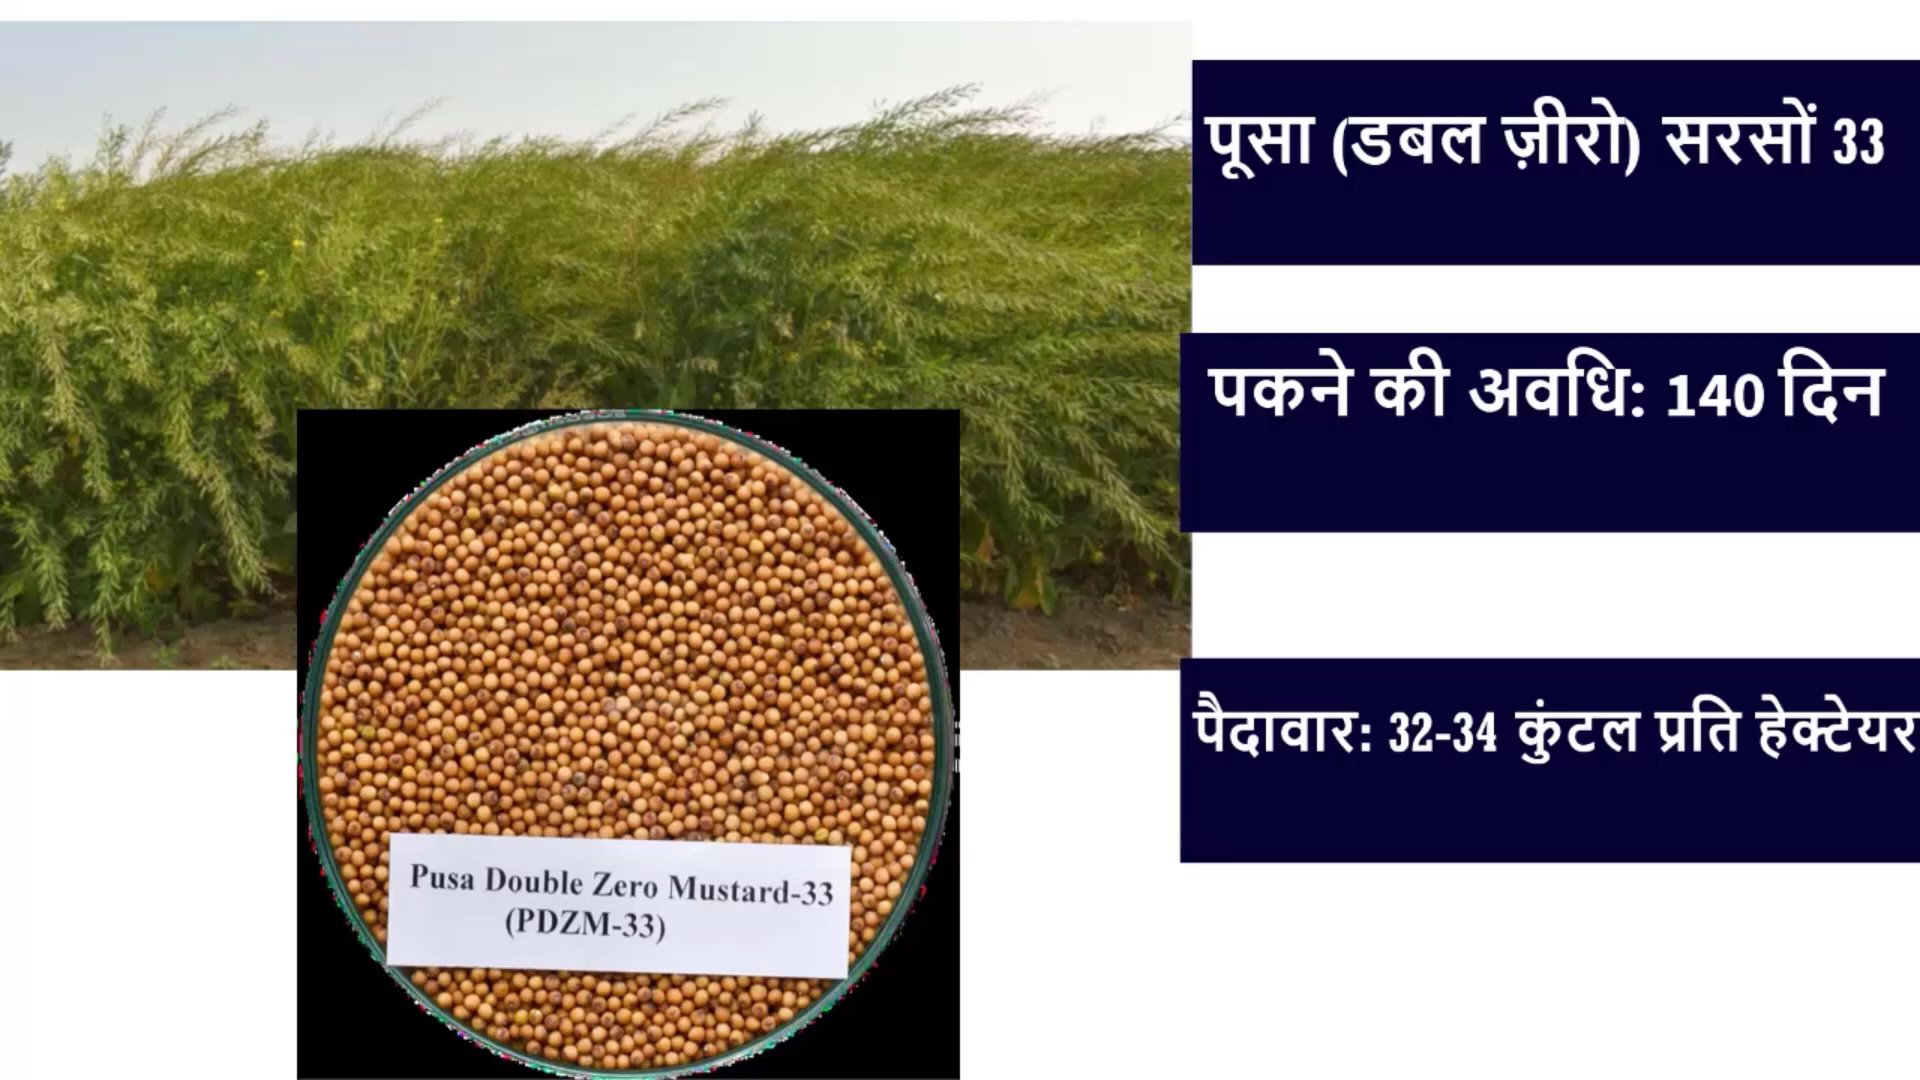 पूसा (डबल ज़ीरो) सरसों 33
पकने की अवधि: 140 दिन
पैदावार: 32-34 कुंटल प्रति हेक्टेयर
Pusa Double Zero Mustard-33
(PDZM-33)